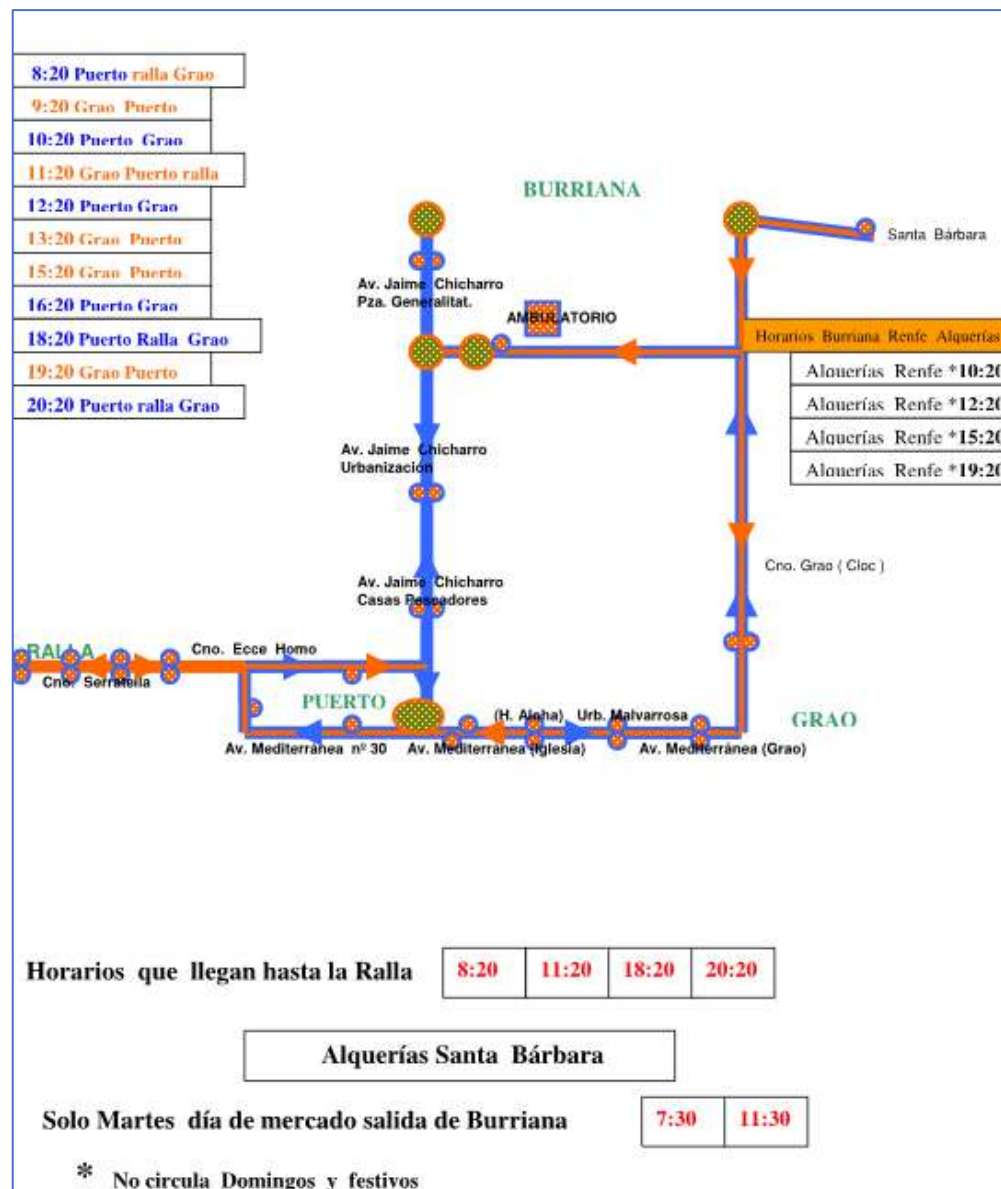 8:20 Puerto ralla Grao
9:20 Grao Puerto
10:20 Puerto Grao
11:20 Grao Puerto ralla
12:20 Puerto Grao
13:20 Grao Puerto
15:20 Grao Puerto
16:20 Puerto Grao
18:20 Puerto Ralla Grao
19:20 Grao Puerto
20:20 Puerto ralla Grao
BURRIANA
Santa Bárbara
Av. Jaime Chicharro
Pza. Generalitat.
AMBULATORIO
Horarios Burriana Renfe Alquerías
Alquerías Renfe *10:20
Alquerías Renfe *12:20
Alquerías Renfe *15:20
Alquerías Renfe *19:20
Av. Jaime Chicharro
Urbanización
Cno. Grao ( Cloc )
Av. Jaime Chicharro
Casas Pescadores
RALLA
Cno. Ecce Homo
Cno. Serratella
PUERTO
(H. Aloha) Urb. Malvarrosa
GRAO
Av. Mediterránea nº 30 Av. Mediterránea (Iglesia) Av. Mediterránea (Grao)
Horarios que llegan hasta la Ralla 8:20 11:20 18:20 20:20
Alquerías Santa Bárbara
Solo Martes día de mercado salida de Burriana 7:30 11:30
* No circula Domingos y festivos